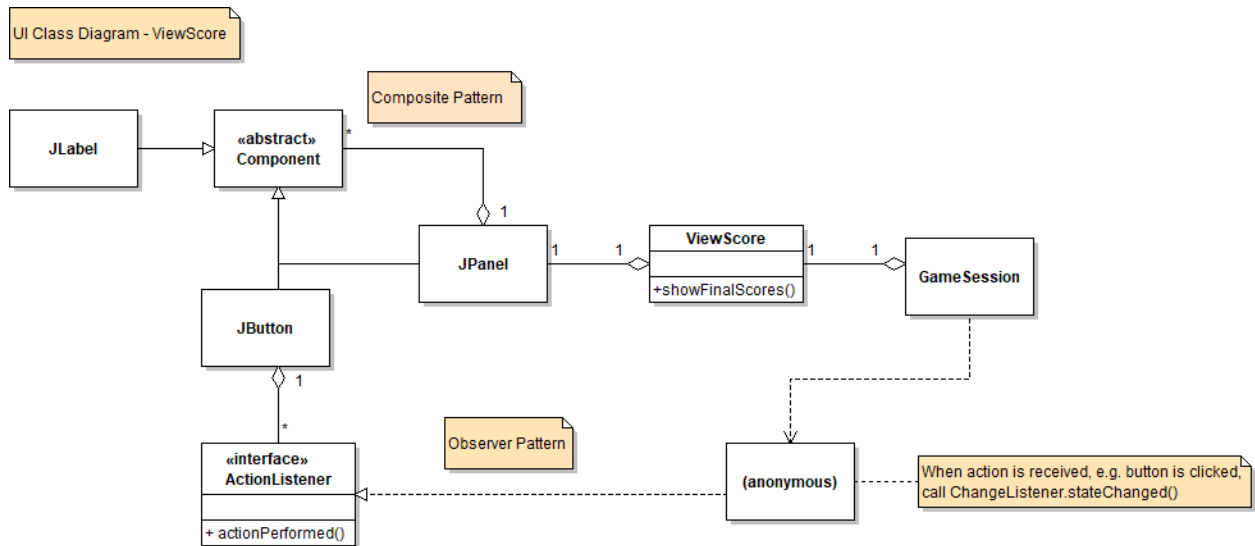 UI Class Diagram - ViewScore
Composite Pattern
JLabel
«abstract»
Component
*
1
JPanel
1
1
ViewScore
+showFinalScores()
1
1
GameSession
JButton
1
*
«interface»
ActionListener
+ actionPerformed()
Observer Pattern
(anonymous)
When action is received, e.g. button is clicked,
call ChangeListener.stateChanged()